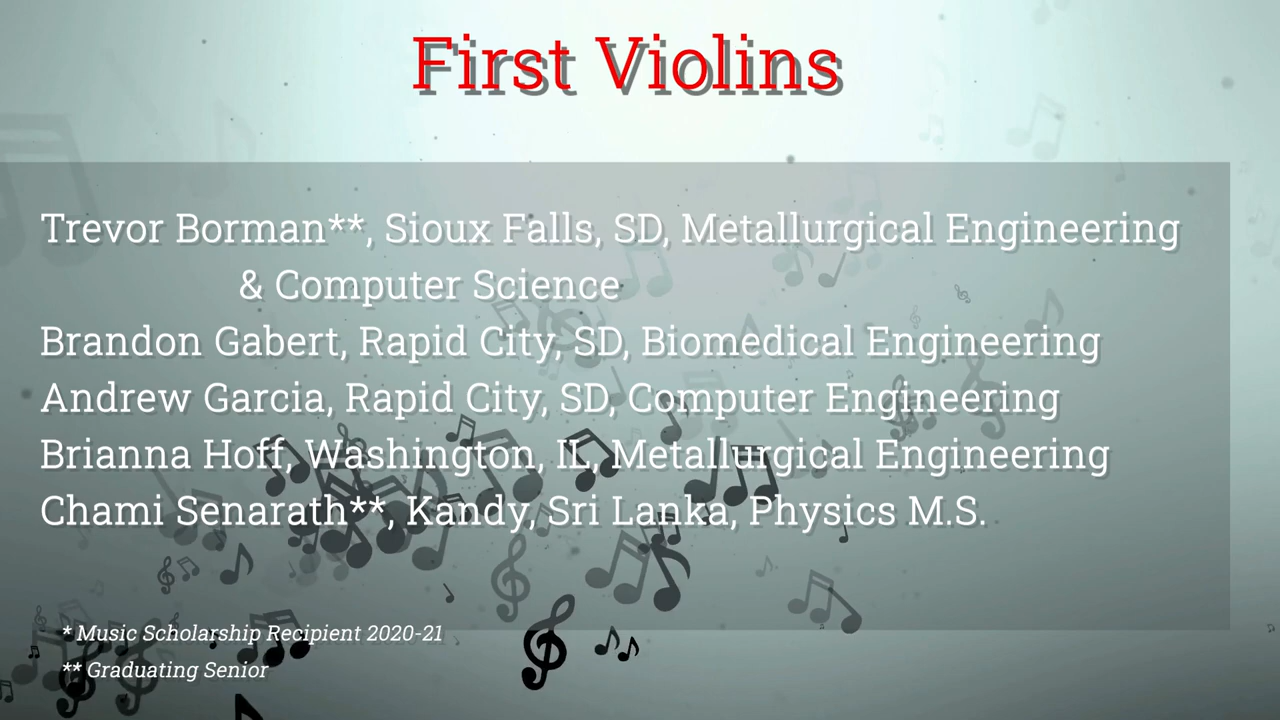 First Violins
Trevor Borman**, Sioux Falls, SD, Metallurgical Engineering
& Computer Science
Brandon Gabert, Rapid City, SD, Biomedical Engineering
Andrew Garcia, Rapid City, SD, Computer Engineering
Brianna Hoff, Washington, IL, Metallurgical Engineering
Chami Senarath**, Kandy, Sri Lanka, Physics M.S.
* Music Scholarship Recipient 2020-21
** Graduating Senior